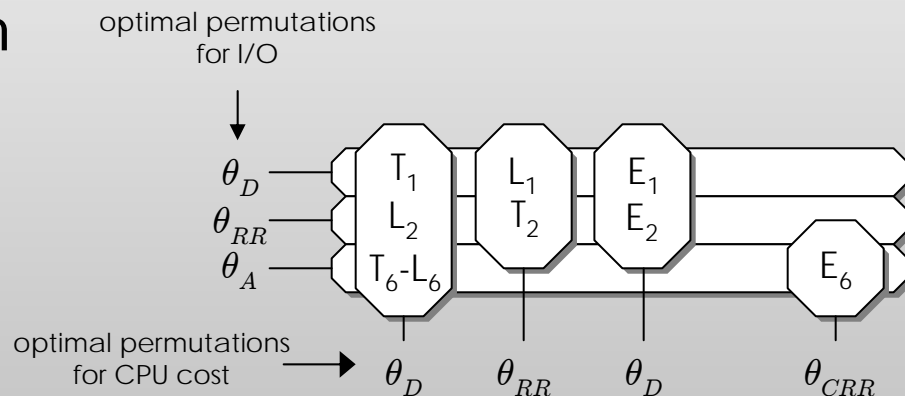 n
optimal permutations
for I/O
θ_D T₁ L₁ E₁
θ_RR L₂ T₂ E₂
θ_A T₆-L₆ E₆
optimal permutations
for CPU cost
θ_D θ_RR θ_D θ_CRR